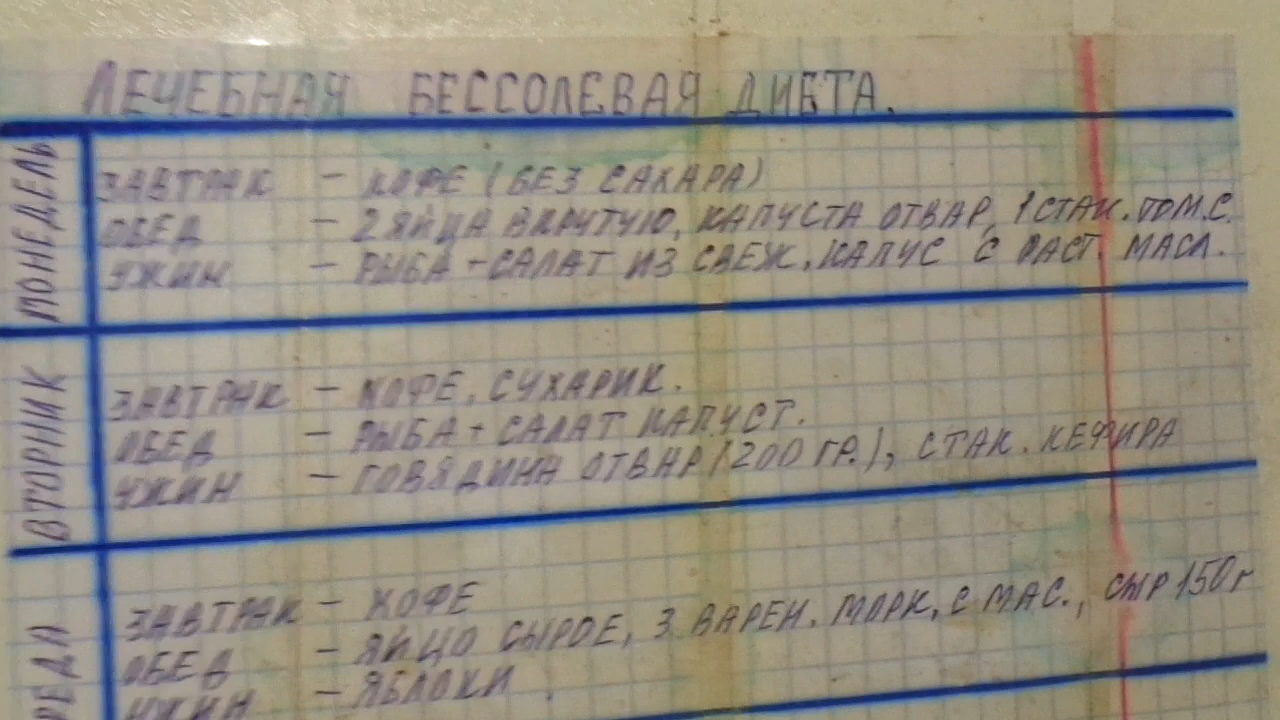 ЛЕЧЕБНАЯ БЕССОЛЕВАЯ ДИЕТА.
ПОНЕДЕЛЬ
ЗАВТРАК – КОФЕ (БЕЗ САХАРА)
ОБЕД – 2 ЯЙЦА ВКРУТУЮ, КАПУСТА ОТВАР, 1 СТАК. ТОМ.С.
УЖИН – РЫБА + САЛАТ ИЗ СВЕЖ. КАПУС С РАСТ. МАСЛ.
ВТОРНИК
ЗАВТРАК – КОФЕ, СУХАРИК.
ОБЕД – РЫБА + САЛАТ КАПУСТ.
УЖИН – ГОВЯДИНА ОТВАР (200 ГР.), СТАК. КЕФИРА
РЕДА
ЗАВТРАК – КОФЕ
ОБЕД – ЯЙЦО СЫРОЕ, 3 ВАРЕН. МОРК, С МАС., СЫР 150г
УЖИН – ЯБЛОКИ